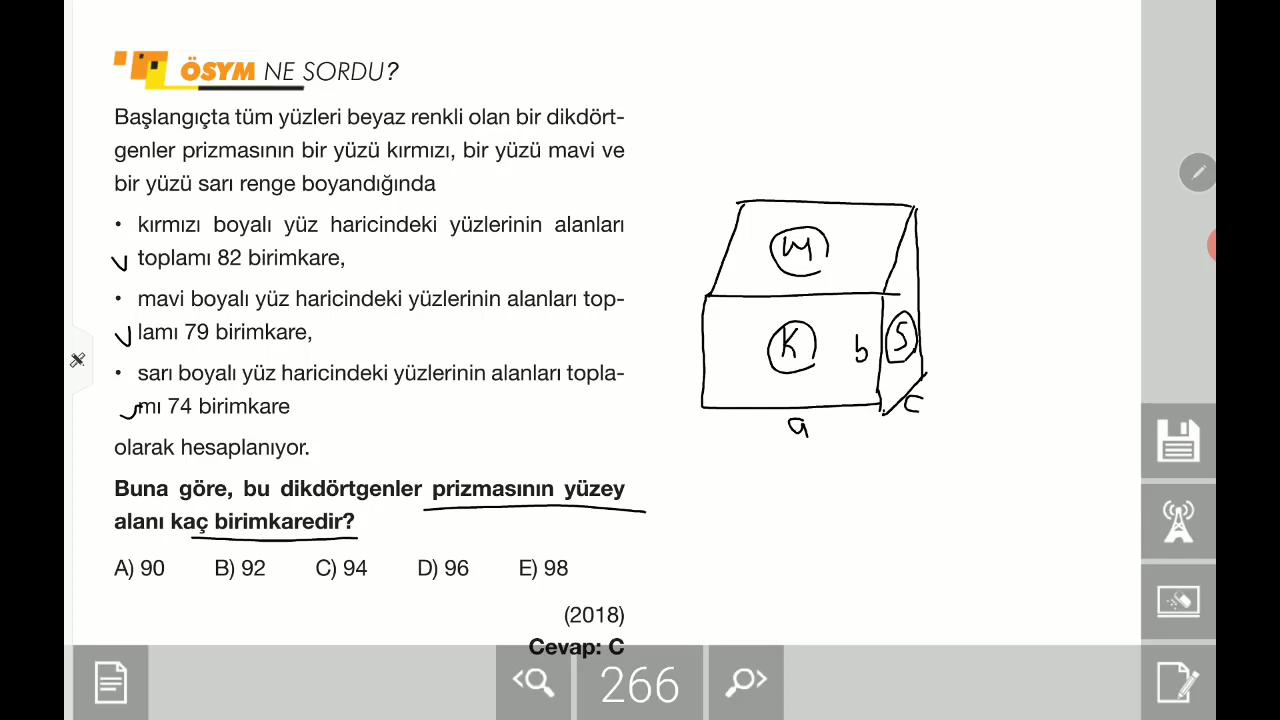 ÖSYM NE SORDU?
Başlangıçta tüm yüzleri beyaz renkli olan bir dikdört-
genler prizmasının bir yüzü kırmızı, bir yüzü mavi ve
bir yüzü sarı renge boyandığında
• kırmızı boyalı yüz haricindeki yüzlerinin alanları
toplamı 82 birimkare,
• mavi boyalı yüz haricindeki yüzlerinin alanları top-
lamı 79 birimkare,
• sarı boyalı yüz haricindeki yüzlerinin alanları topla-
mı 74 birimkare
olarak hesaplanıyor.
Buna göre, bu dikdörtgenler prizmasının yüzey
alanı kaç birimkaredir?
A) 90 B) 92 C) 94 D) 96 E) 98
(2018)
Cevap: C
M
K b S
a c
266